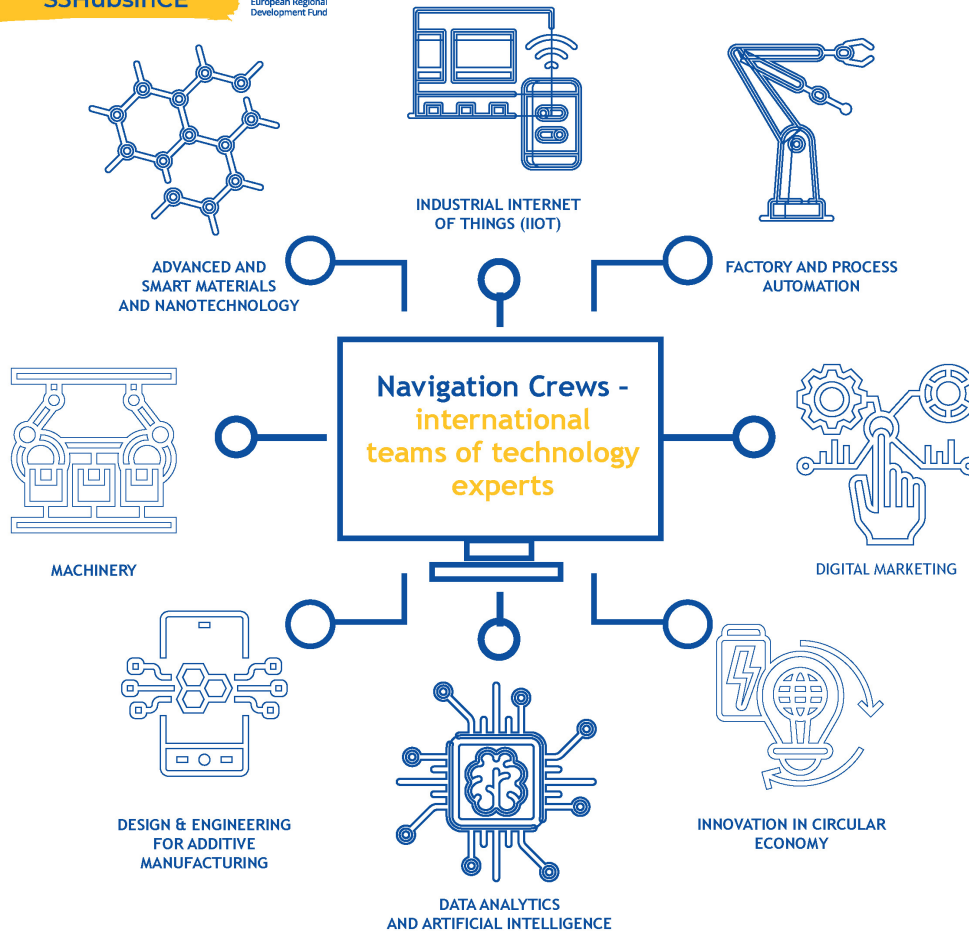 S3HubsinCE
European Regional
Development Fund
INDUSTRIAL INTERNET
OF THINGS (IIOT)
ADVANCED AND
SMART MATERIALS
AND NANOTECHNOLOGY
FACTORY AND PROCESS
AUTOMATION
Navigation Crews –
international
teams of technology
experts
MACHINERY
DIGITAL MARKETING
DESIGN & ENGINEERING
FOR ADDITIVE
MANUFACTURING
INNOVATION IN CIRCULAR
ECONOMY
DATA ANALYTICS
AND ARTIFICIAL INTELLIGENCE